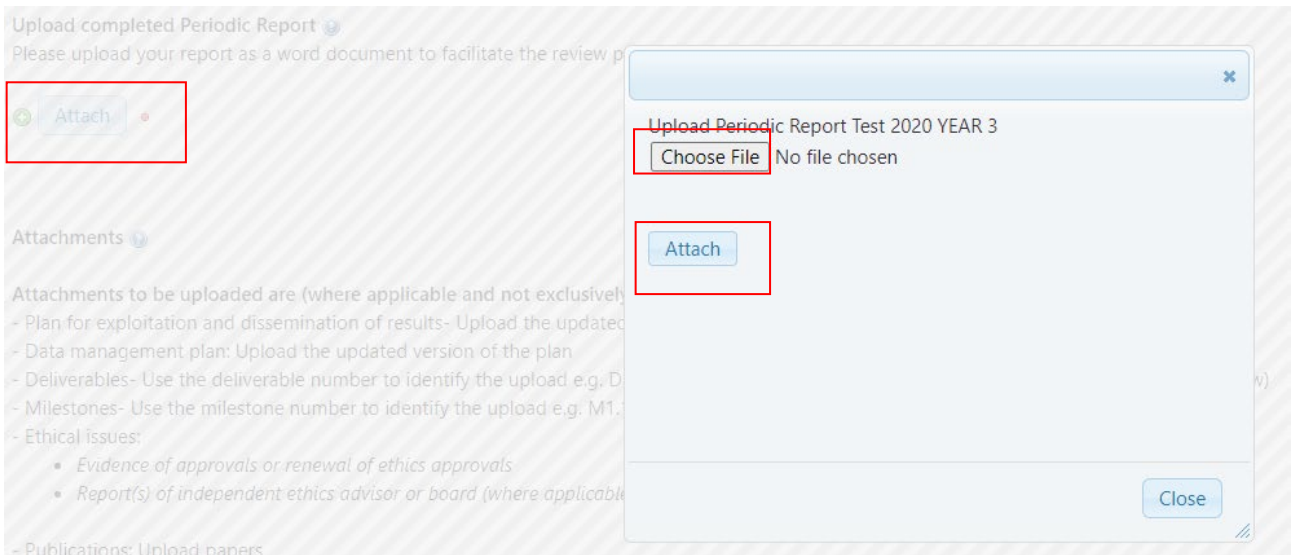 Upload completed Periodic Report
Please upload your report as a word document to facilitate the review p
Attach
Attachments
Attachments to be uploaded are (where applicable and not exclusively
- Plan for exploitation and dissemination of results- Upload the updated
- Data management plan: Upload the updated version of the plan
- Deliverables- Use the deliverable number to identify the upload e.g. D
w)
- Milestones- Use the milestone number to identify the upload e.g. M1.
- Ethical issues:
• Evidence of approvals or renewal of ethics approvals
• Report(s) of independent ethics advisor or board (where applicable
- Publications: Upload papers
Upload Periodic Report Test 2020 YEAR 3
Choose File No file chosen
Attach
Close